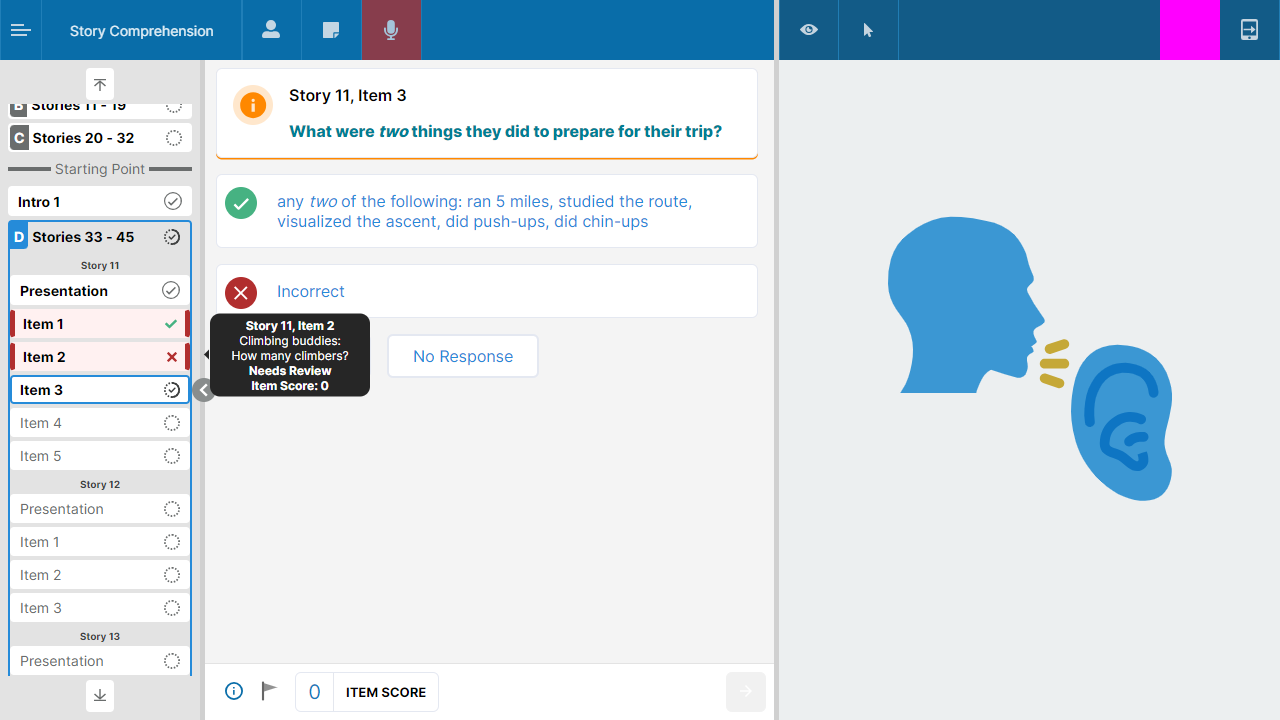 Story Comprehension
B Stories 11 - 19
C Stories 20 - 32
Starting Point
Intro 1
D Stories 33 - 45
Story 11
Presentation
Item 1
Item 2
Item 3
Item 4
Item 5
Story 12
Presentation
Item 1
Item 2
Item 3
Story 13
Presentation
Story 11, Item 3
What were two things they did to prepare for their trip?
any two of the following: ran 5 miles, studied the route,
visualized the ascent, did push-ups, did chin-ups
Incorrect
Story 11, Item 2
Climbing buddies:
How many climbers?
Needs Review
Item Score: 0
No Response
0 ITEM SCORE